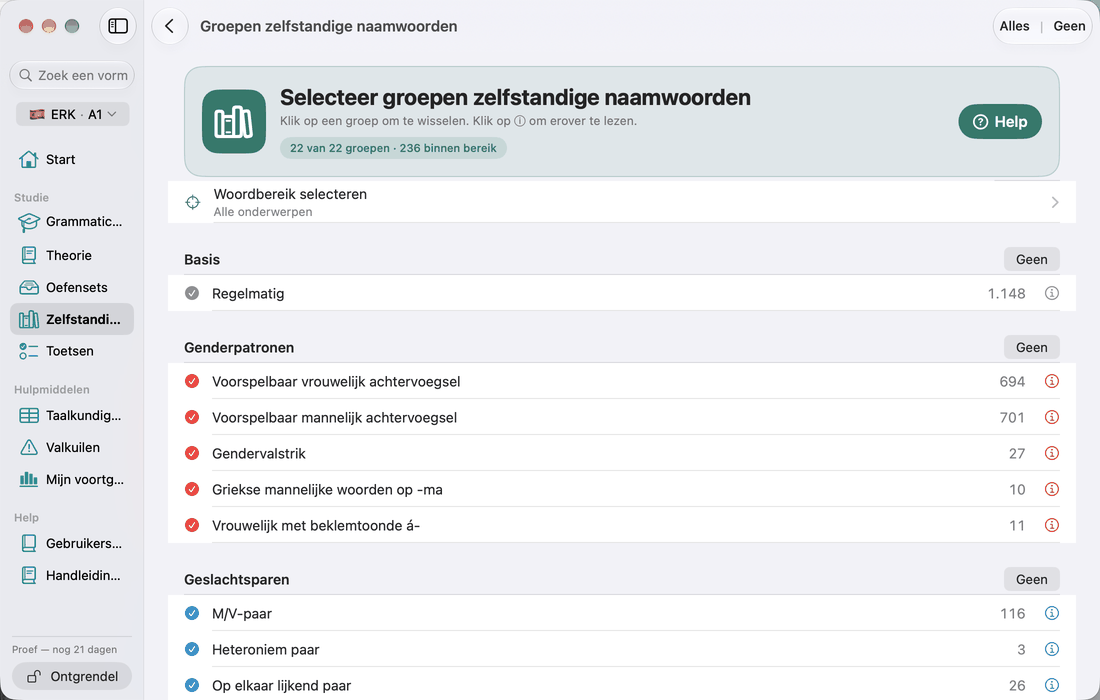 Groepen zelfstandige naamwoorden
Alles | Geen
Zoek een vorm
ERK · A1
Start
Studie
Grammatic...
Theorie
Oefensets
Zelfstandi...
Toetsen
Hulpmiddelen
Taalkundig...
Valkuilen
Mijn voortg...
Help
Gebruikers...
Handleidin...
Proef — nog 21 dagen
Ontgrendel
Selecteer groepen zelfstandige naamwoorden
Klik op een groep om te wisselen. Klik op ⓘ om erover te lezen.
22 van 22 groepen · 236 binnen bereik
Help
Woordbereik selecteren
Alle onderwerpen
Basis Geen
Regelmatig 1.148
Genderpatronen Geen
Voorspelbaar vrouwelijk achtervoegsel 694
Voorspelbaar mannelijk achtervoegsel 701
Gendervalstrik 27
Griekse mannelijke woorden op -ma 10
Vrouwelijk met beklemtoonde á- 11
Geslachtsparen Geen
M/V-paar 116
Heteroniem paar 3
Op elkaar lijkend paar 26